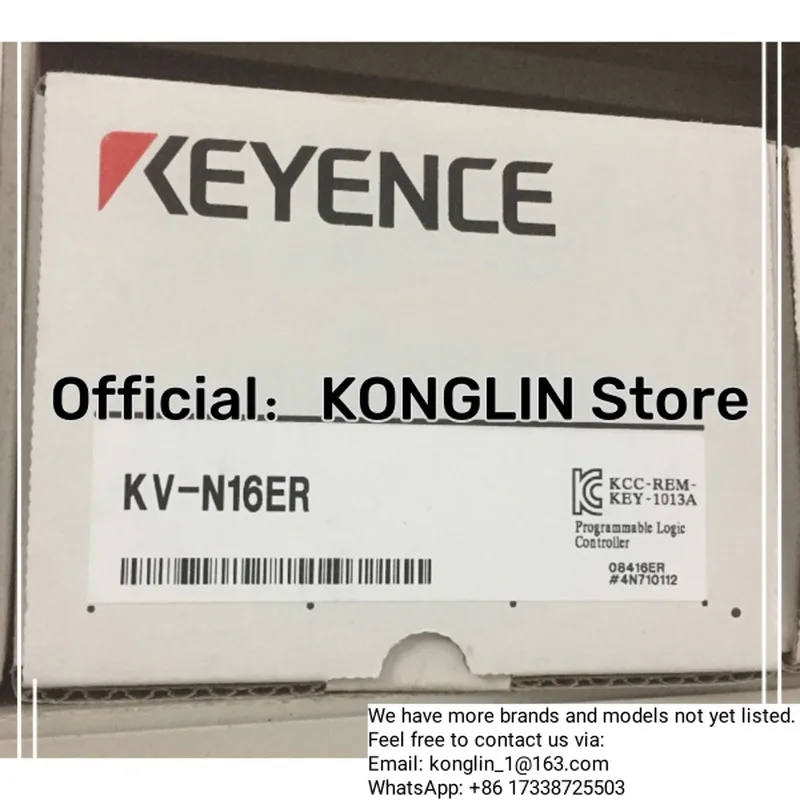 KEYENCE
Official： KONGLIN Store
KV-N16ER
KCC-REM-
KEY-1013A
Programmable Logic
Controller
08416ER
#4N710112
We have more brands and models not yet listed.
Feel free to contact us via:
Email: konglin_1@163.com
WhatsApp: +86 17338725503